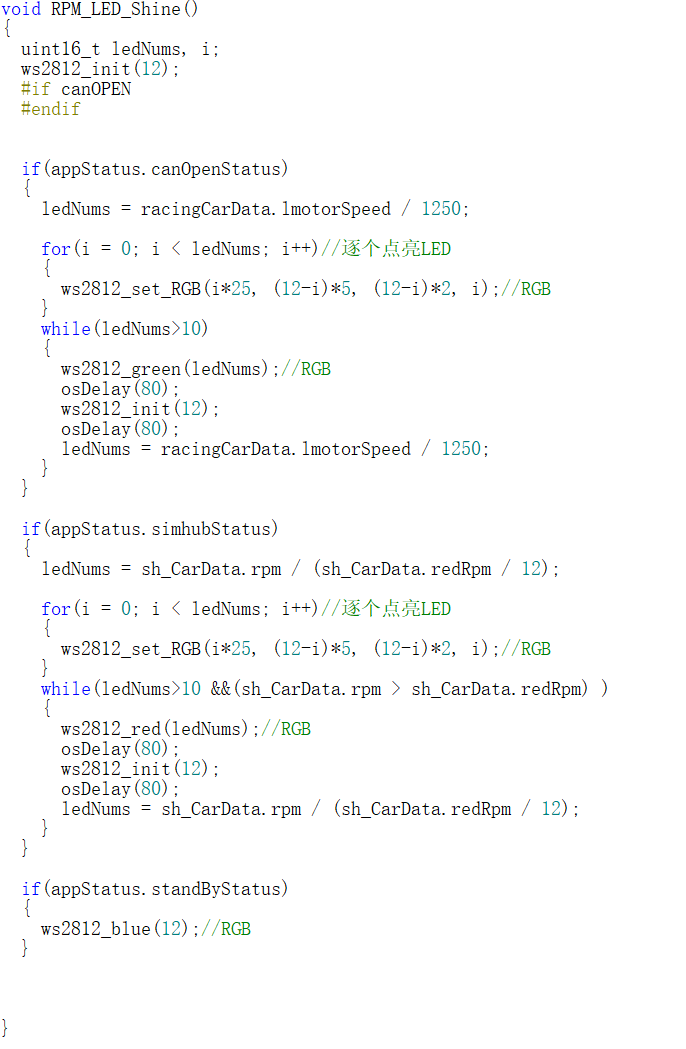 void RPM_LED_Shine()
{
  uint16_t ledNums, i;
  ws2812_init(12);
  #if canOPEN
  #endif
  if(appStatus.canOpenStatus)
  {
    ledNums = racingCarData.lmotorSpeed / 1250;
    for(i = 0; i < ledNums; i++)//逐个点亮LED
    {
      ws2812_set_RGB(i*25, (12-i)*5, (12-i)*2, i);//RGB
    }
    while(ledNums>10)
    {
      ws2812_green(ledNums);//RGB
      osDelay(80);
      ws2812_init(12);
      osDelay(80);
      ledNums = racingCarData.lmotorSpeed / 1250;
    }
  }
  if(appStatus.simhubStatus)
  {
    ledNums = sh_CarData.rpm / (sh_CarData.redRpm / 12);
    for(i = 0; i < ledNums; i++)//逐个点亮LED
    {
      ws2812_set_RGB(i*25, (12-i)*5, (12-i)*2, i);//RGB
    }
    while(ledNums>10 &&(sh_CarData.rpm > sh_CarData.redRpm) )
    {
      ws2812_red(ledNums);//RGB
      osDelay(80);
      ws2812_init(12);
      osDelay(80);
      ledNums = sh_CarData.rpm / (sh_CarData.redRpm / 12);
    }
  }
  if(appStatus.standByStatus)
  {
    ws2812_blue(12);//RGB
  }
}